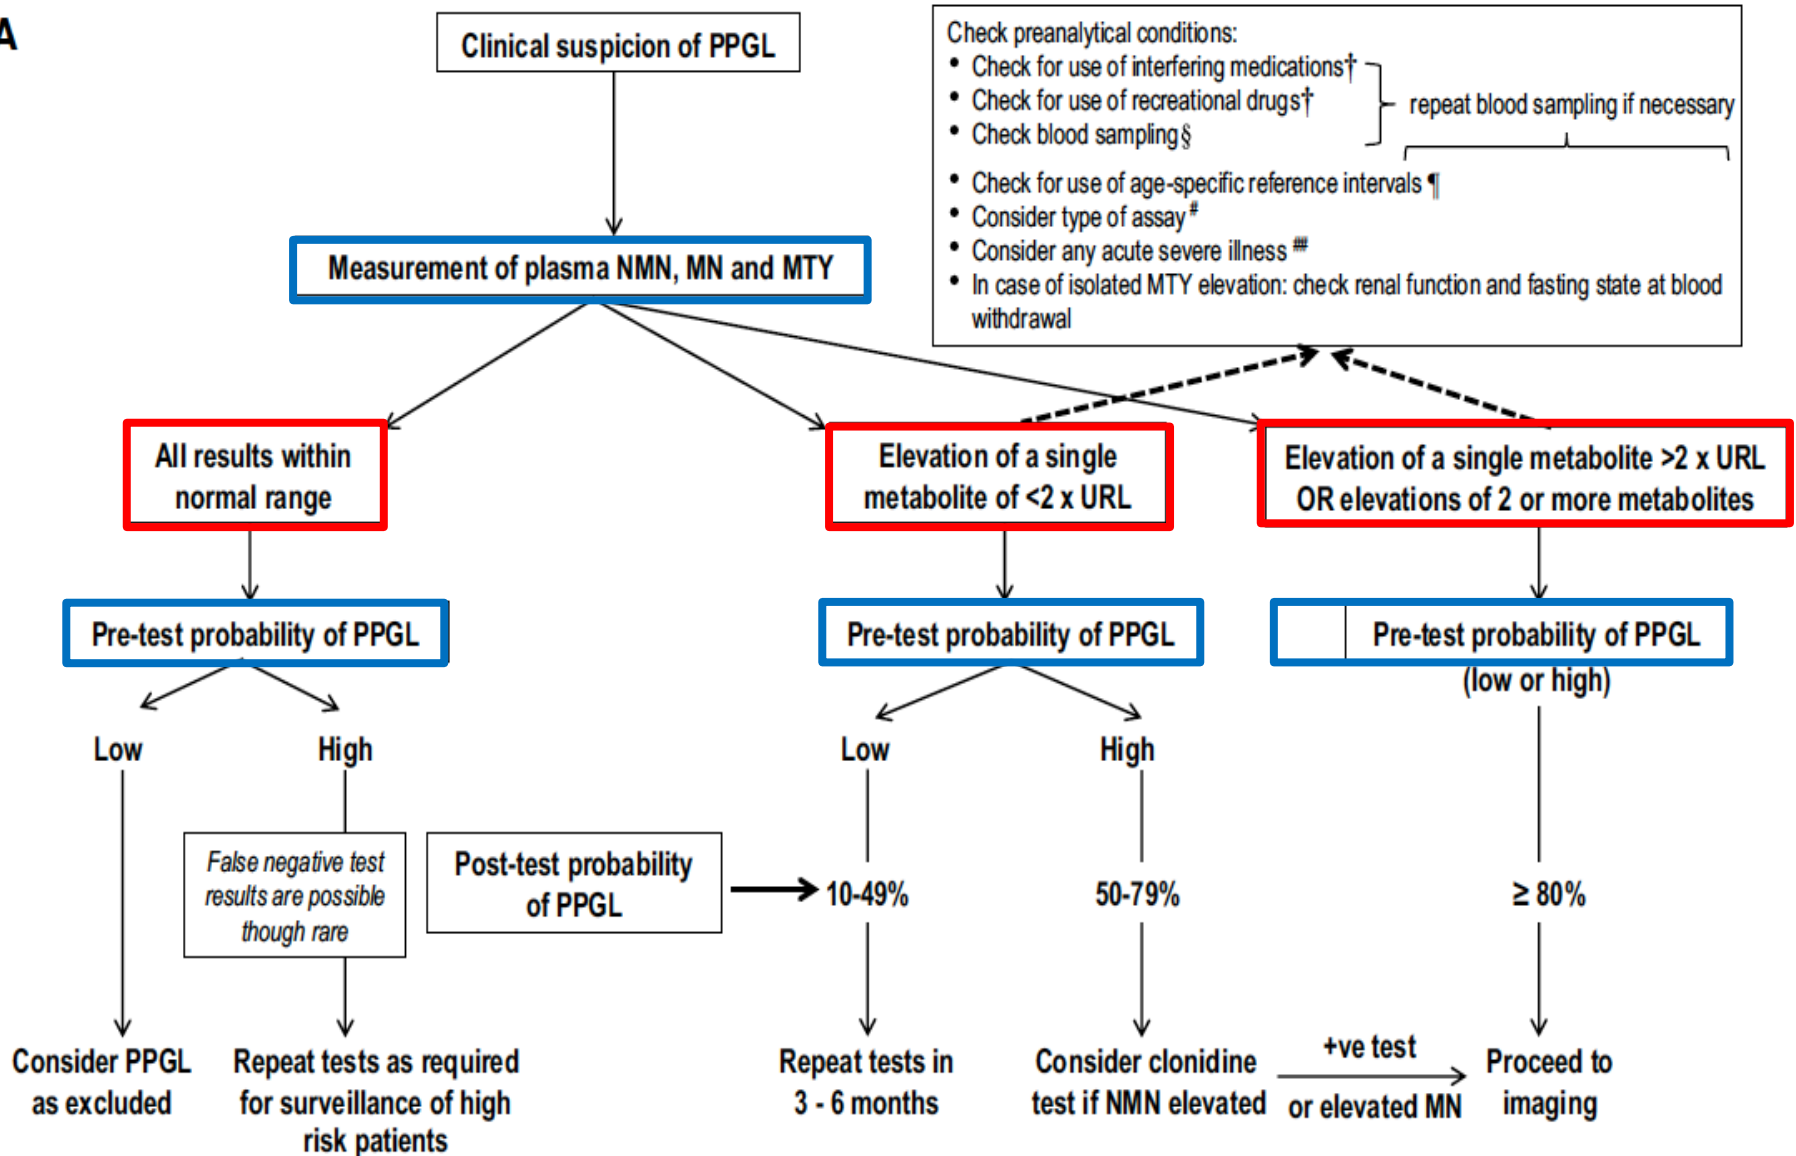 A
Clinical suspicion of PPGL
Check preanalytical conditions:
• Check for use of interfering medications†
• Check for use of recreational drugs†
• Check blood sampling§
repeat blood sampling if necessary
• Check for use of age-specific reference intervals ¶
• Consider type of assay #
• Consider any acute severe illness ##
• In case of isolated MTY elevation: check renal function and fasting state at blood
withdrawal
Measurement of plasma NMN, MN and MTY
All results within
normal range
Elevation of a single
metabolite of <2 x URL
Elevation of a single metabolite >2 x URL
OR elevations of 2 or more metabolites
Pre-test probability of PPGL
Pre-test probability of PPGL
Pre-test probability of PPGL
(low or high)
Low
High
Low
High
False negative test
results are possible
though rare
Post-test probability
of PPGL
10-49%
50-79%
≥ 80%
Consider PPGL
as excluded
Repeat tests as required
for surveillance of high
risk patients
Repeat tests in
3 - 6 months
Consider clonidine
test if NMN elevated
+ve test
or elevated MN
Proceed to
imaging